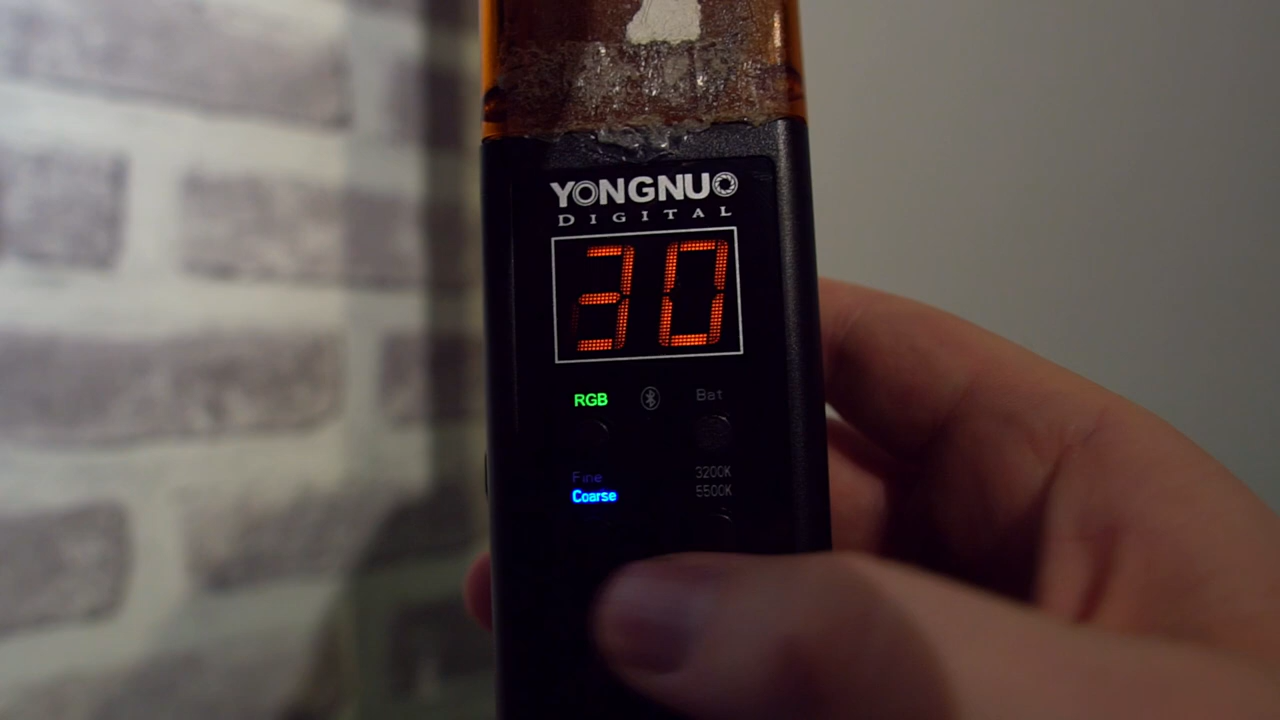 YONGNUO
DIGITAL
30
RGB Bat
Fine 3200K
Coarse 5500K